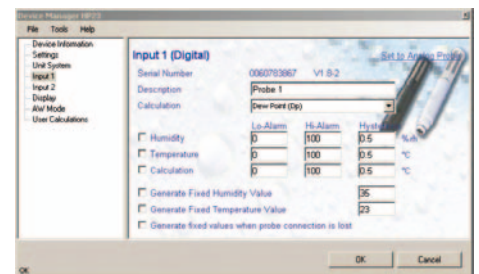 Device Manager HP23
File Tools Help
Device Information
Settings
Unit System
Input 1
Input 2
Display
AW Mode
User Calculations
Input 1 (Digital)
Set to Analog Probe
Serial Number 0060783867 V1.8-2
Description Probe 1
Calculation Dew Point (Dp)
Lo-Alarm Hi-Alarm
Humidity 0 100 0.5 %rh
Temperature 0 100 0.5 °C
Calculation 0 100 0.5 °C
Generate Fixed Humidity Value 35
Generate Fixed Temperature Value 23
Generate fixed values when probe connection is lost
OK Cancel
OK